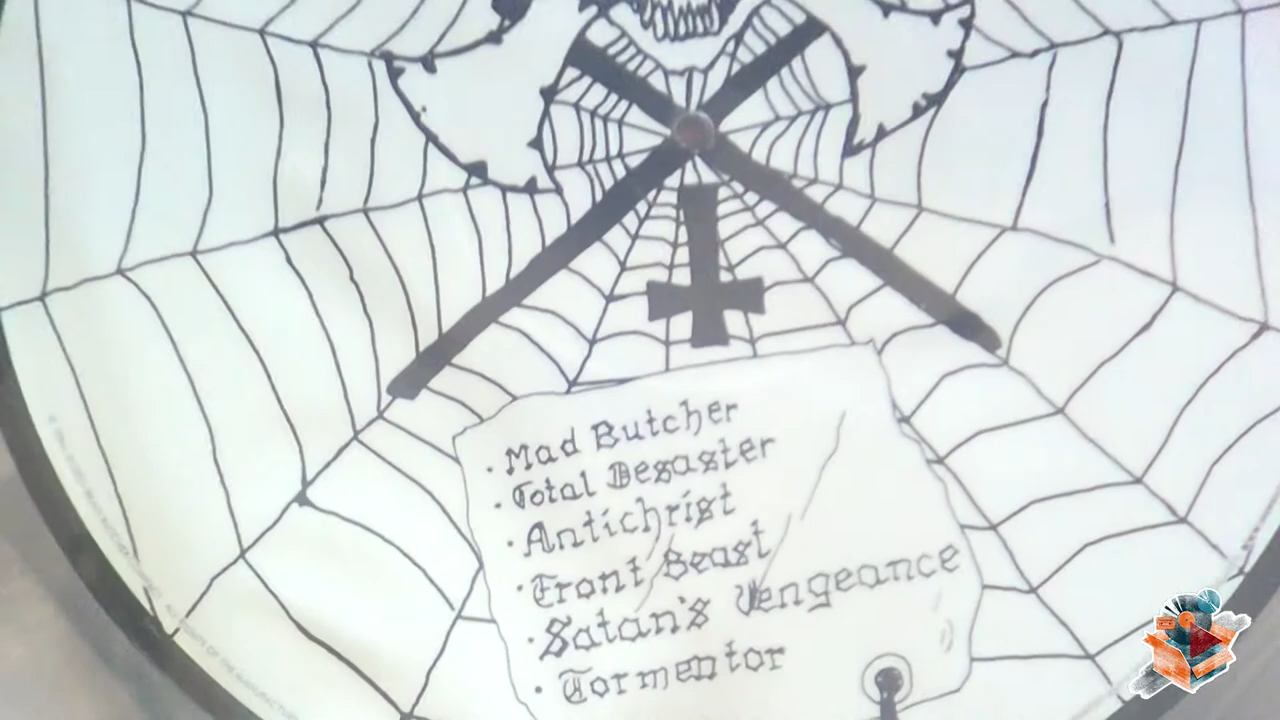 · Mad Butcher
· Total Desaster
· Antichrist
· Front Beast
· Satan's Vengeance
· Tormentor